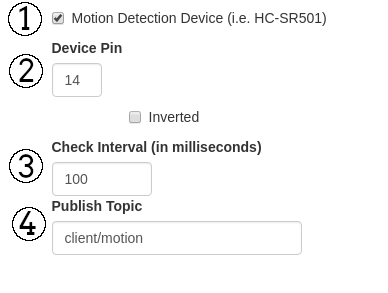 1 Motion Detection Device (i.e. HC-SR501)
Device Pin
2 14
Inverted
Check Interval (in milliseconds)
3 100
Publish Topic
4 client/motion